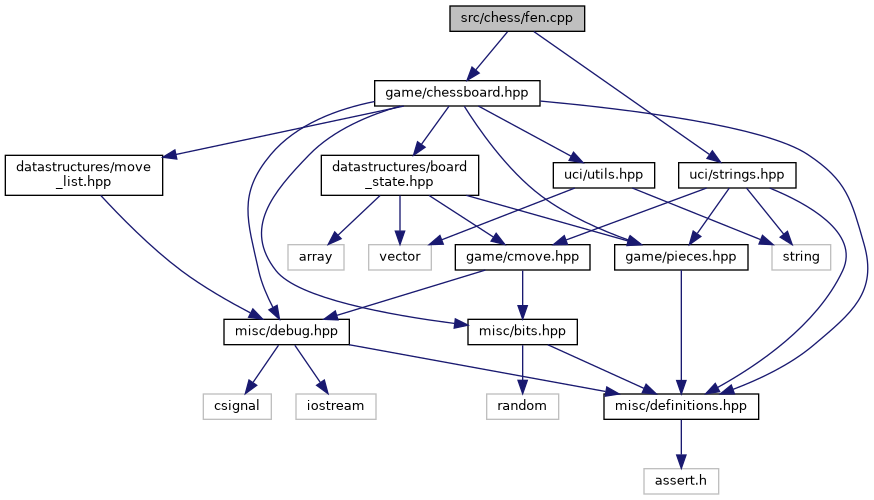 src/chess/fen.cpp
game/chessboard.hpp
datastructures/move
_list.hpp
datastructures/board
_state.hpp
uci/utils.hpp
uci/strings.hpp
array
vector
game/cmove.hpp
game/pieces.hpp
string
misc/debug.hpp
misc/bits.hpp
csignal
iostream
random
misc/definitions.hpp
assert.h